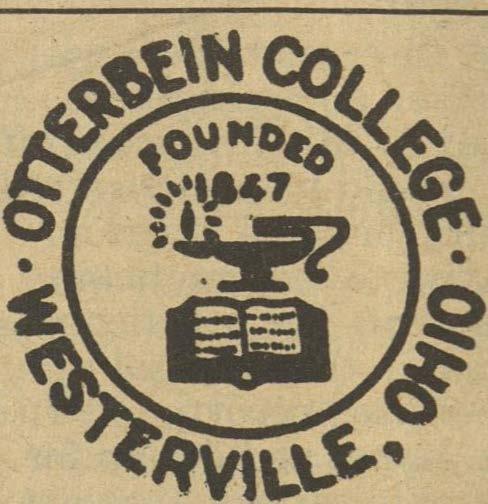 OTTERBEIN COLLEGE
FOUNDED
1847
· WESTERVILLE, OHIO ·